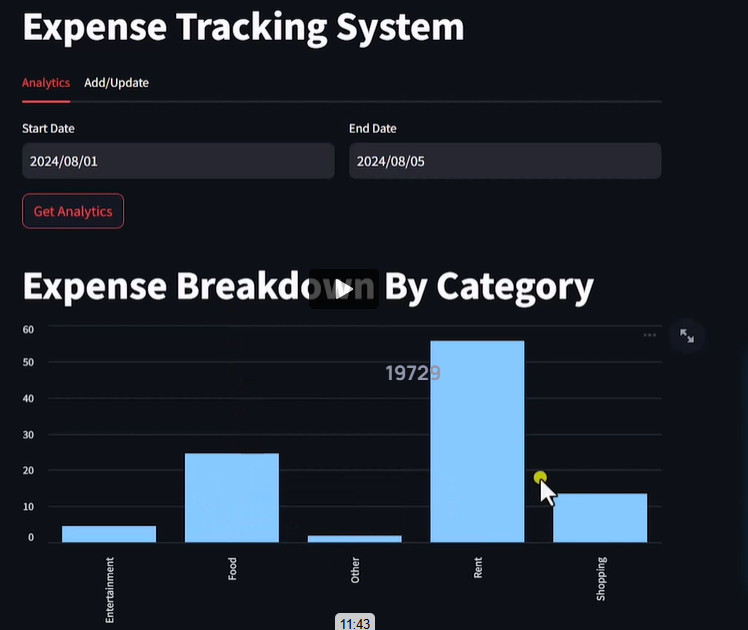 Expense Tracking System
Analytics Add/Update
Start Date End Date
2024/08/01 2024/08/05
Get Analytics
Expense Breakdown By Category
60
50
19729
40
30
20
10
0
Entertainment Food Other Rent Shopping
11:43